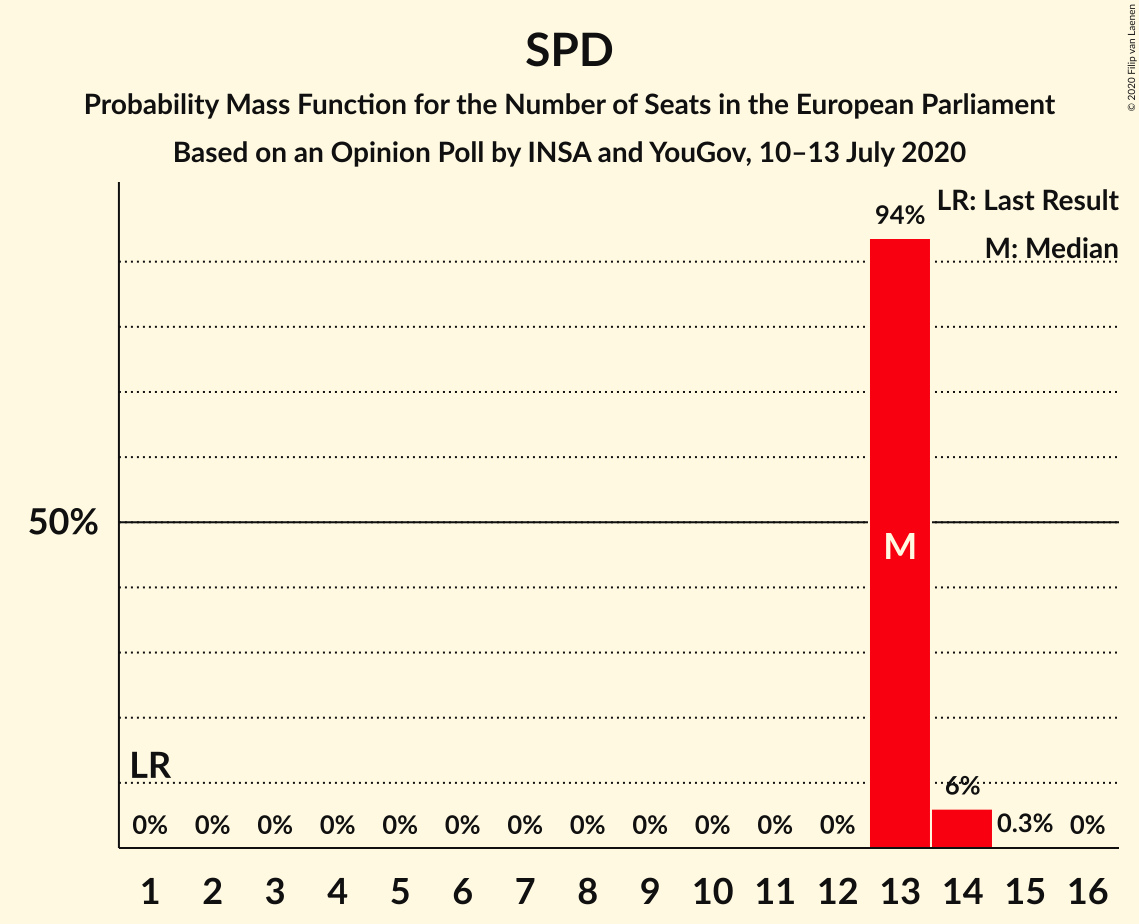 SPD
Probability Mass Function for the Number of Seats in the European Parliament
Based on an Opinion Poll by INSA and YouGov, 10–13 July 2020
© 2020 Filip van Laenen
LR: Last Result
M: Median
94%
50%
M
LR
6%
0% 0% 0% 0% 0% 0% 0% 0% 0% 0% 0% 0% 0.3% 0%
1 2 3 4 5 6 7 8 9 10 11 12 13 14 15 16